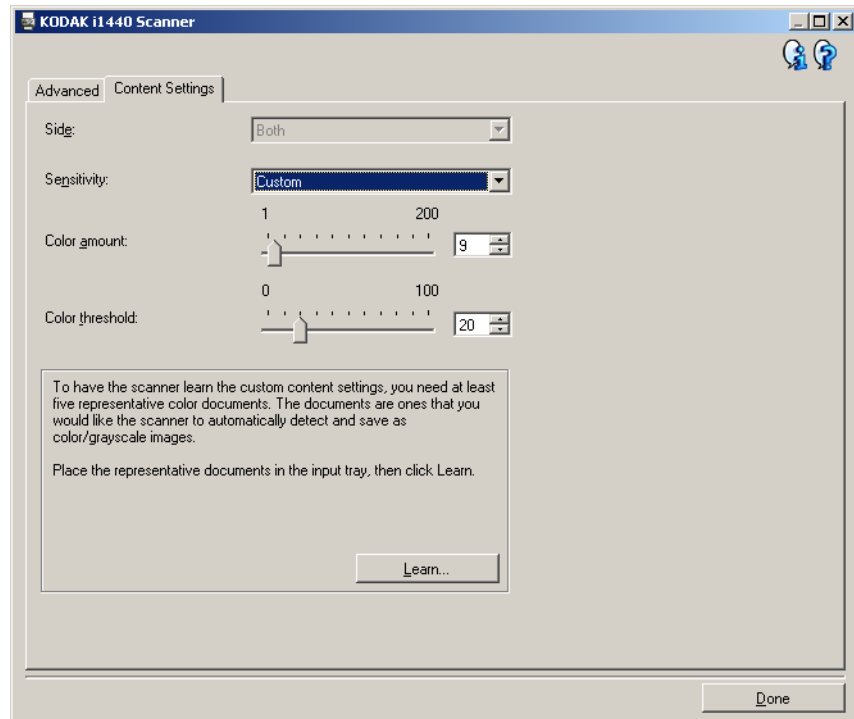 KODAK i1440 Scanner
Advanced
Content Settings
Side: Both
Sensitivity: Custom
1 200
Color amount: 9
0 100
Color threshold: 20
To have the scanner learn the custom content settings, you need at least
five representative color documents. The documents are ones that you
would like the scanner to automatically detect and save as
color/grayscale images.
Place the representative documents in the input tray, then click Learn.
Learn...
Done